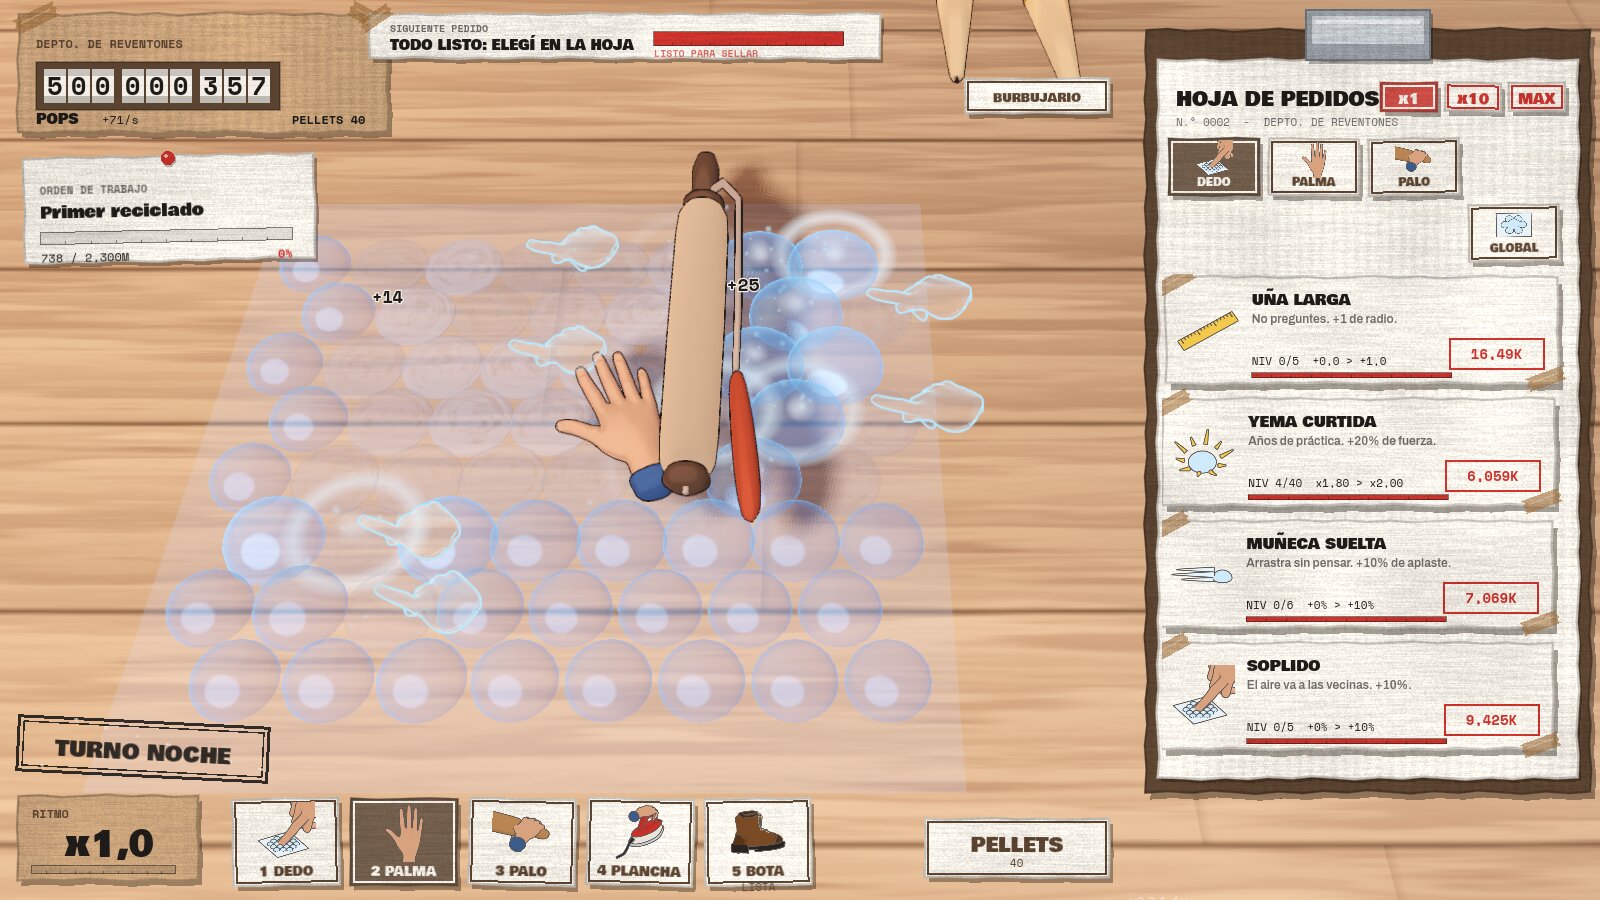 DEPTO. DE REVENTONES
500 000 357
POPS +71/s PELLETS 40
SIGUIENTE PEDIDO
TODO LISTO: ELEGÍ EN LA HOJA
LISTO PARA SELLAR
BURBUJARIO
ORDEN DE TRABAJO
Primer reciclado
0%
738 / 2,300M
+14
+25
HOJA DE PEDIDOS x1 x10 MAX
N.° 0002 - DEPTO. DE REVENTONES
DEDO PALMA PALO
GLOBAL
UÑA LARGA
No preguntes. +1 de radio.
NIV 0/5 +0,0 > +1,0
16,49K
YEMA CURTIDA
Años de práctica. +20% de fuerza.
NIV 4/40 x1,80 > x2,00
6,059K
MUÑECA SUELTA
Arrastra sin pensar. +10% de aplaste.
NIV 0/6 +0% > +10%
7,069K
SOPLIDO
El aire va a las vecinas. +10%.
NIV 0/5 +0% > +10%
9,425K
TURNO NOCHE
RITMO
x1,0
1 DEDO
2 PALMA
3 PALO
4 PLANCHA
5 BOTA
LISTA
PELLETS
40